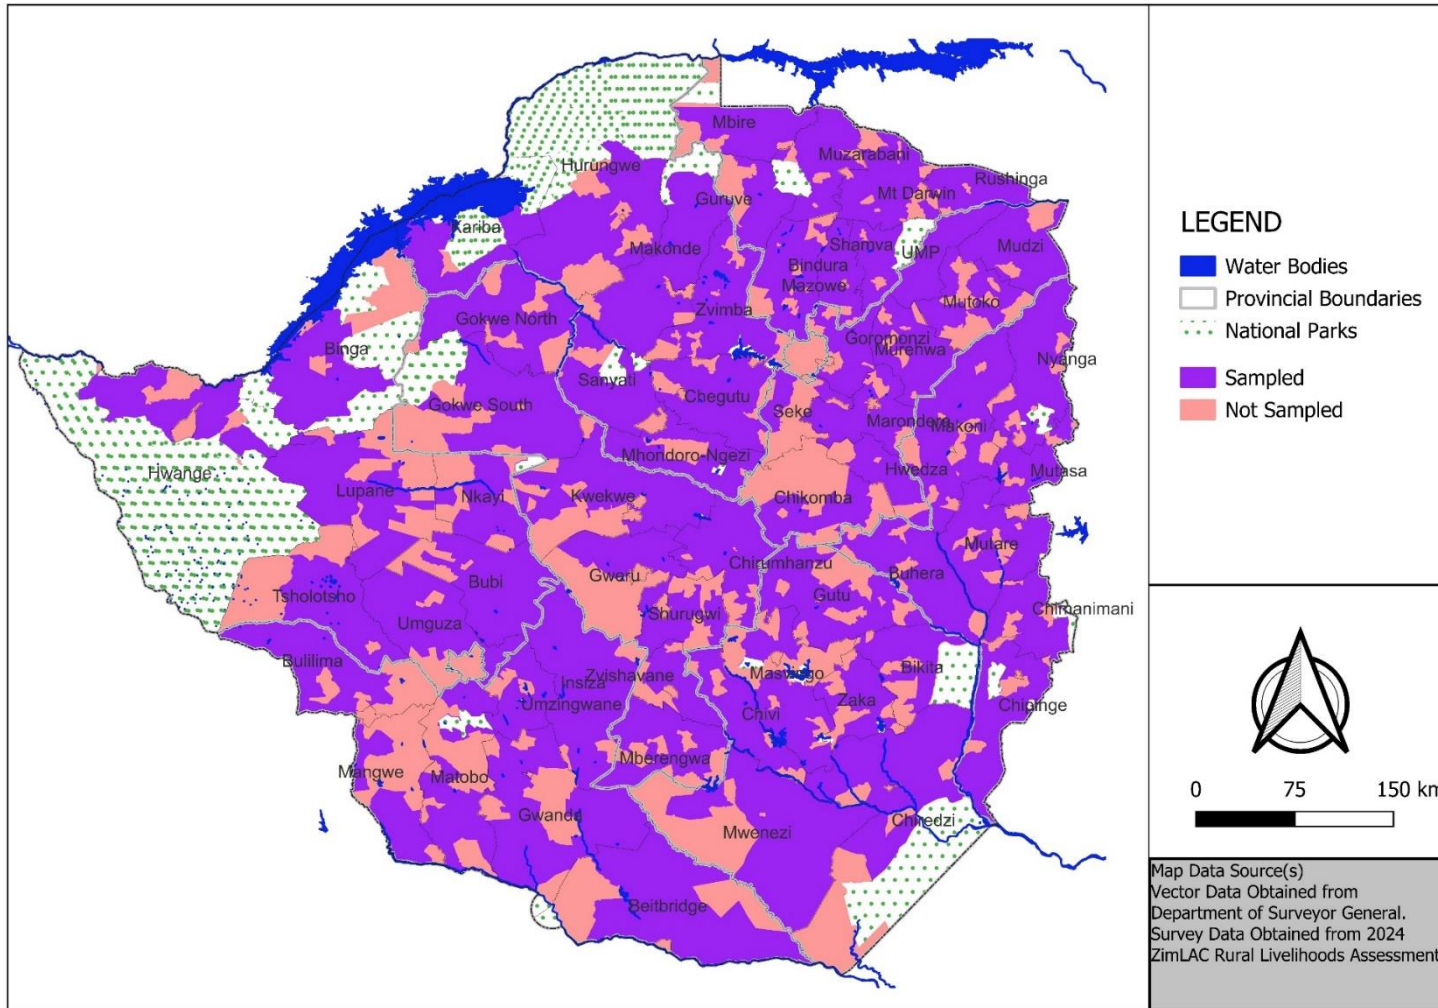 Mbire
Muzarabani
Hurungwe
Rushinga
Mt Darwin
Guruve
Kariba
Makonde
Shamva
UMP
Mudzi
Bindura
Mazowe
Mutoko
Zvimba
Gokwe North
Goromonzi
Murehwa
Binga
Nyanga
Sanyati
Chegutu
Gokwe South
Seke
Marondera
Makoni
Mhondoro-Ngezi
Hwedza
Mutasa
Hwange
Lupane
Nkayi
Kwekwe
Chikomba
Mutare
Chirumhanzu
Bubi
Gweru
Buhera
Tsholotsho
Gutu
Shurugwi
Chimanimani
Umguza
Bulilima
Bikita
Zvishavane
Masvingo
Insiza
Umzingwane
Zaka
Chivi
Chipinge
Mberengwa
Mangwe
Matobo
Gwanda
Chiredzi
Mwenezi
Beitbridge
LEGEND
Water Bodies
Provincial Boundaries
National Parks
Sampled
Not Sampled
0 75 150 km
Map Data Source(s)
Vector Data Obtained from
Department of Surveyor General.
Survey Data Obtained from 2024
ZimLAC Rural Livelihoods Assessment